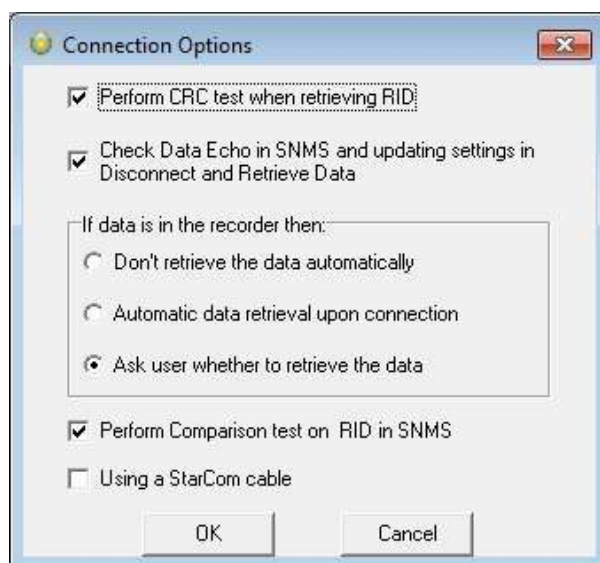 Connection Options
Perform CRC test when retrieving RID
Check Data Echo in SNMS and updating settings in
Disconnect and Retrieve Data
If data is in the recorder then:
Don't retrieve the data automatically
Automatic data retrieval upon connection
Ask user whether to retrieve the data
Perform Comparison test on RID in SNMS
Using a StarCom cable
OK Cancel